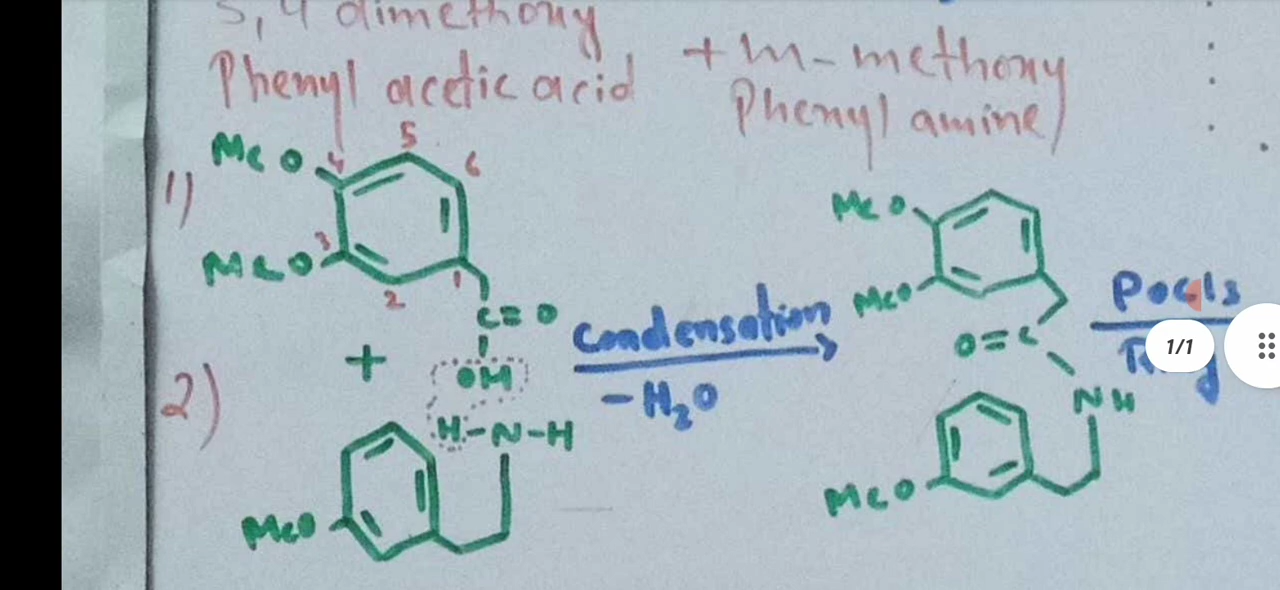 3,4 dimethoxy
Phenyl acetic acid
+ m-methoxy
Phenyl amine
1)
MeO
4
5
6
MeO
3
2
1
C=O
OH
+
2)
H-N-H
MeO
Condensation
-H2O
MeO
MeO
O=C
NH
MeO
POCl3
1/1